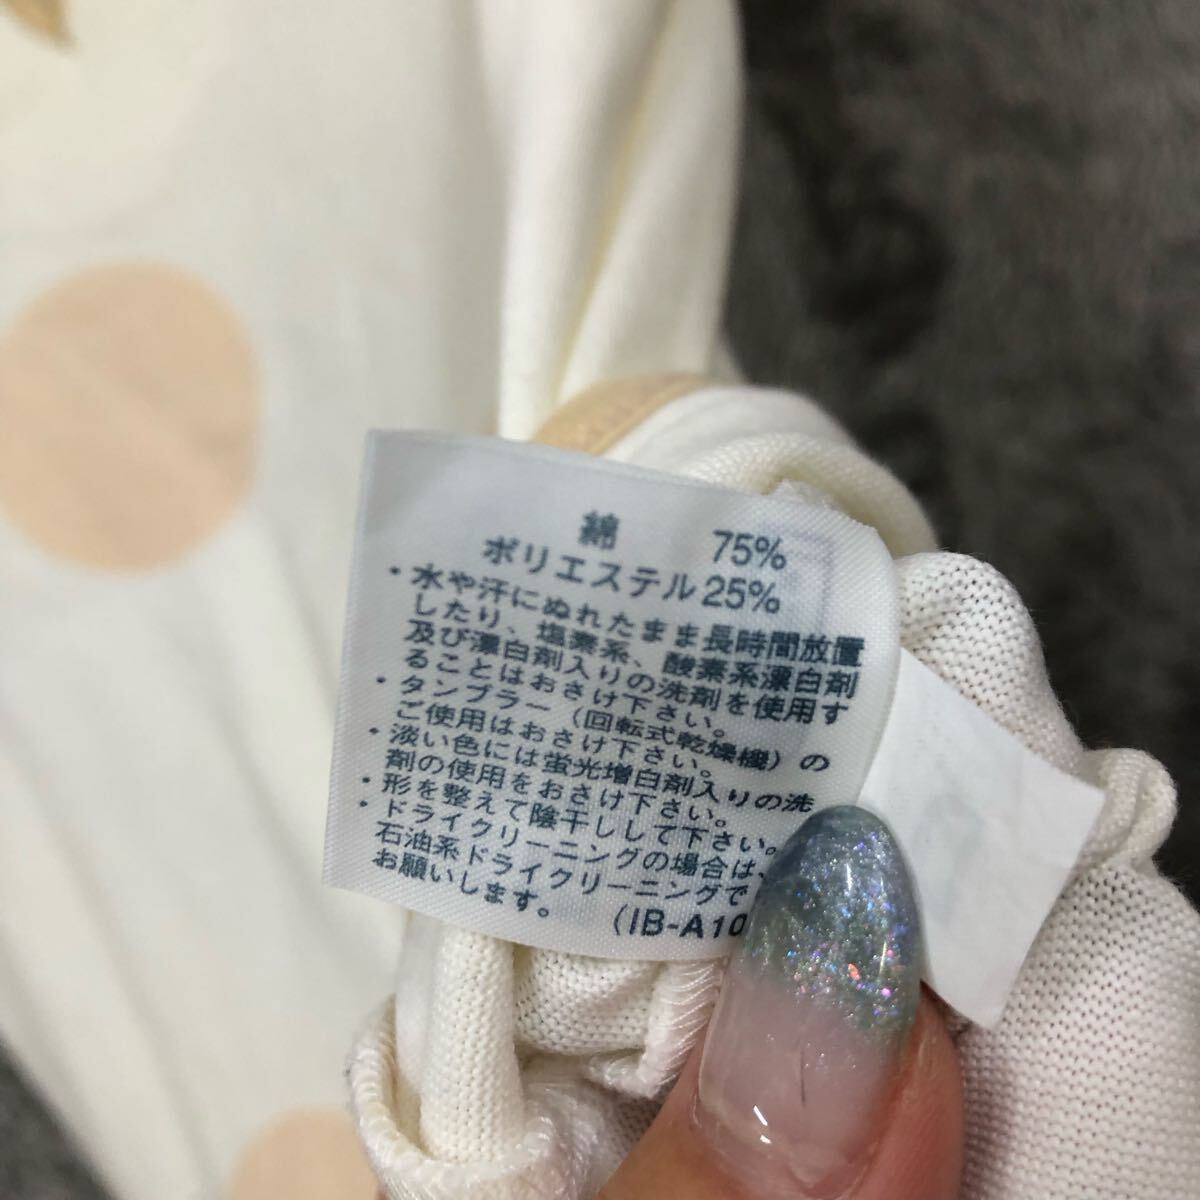 綿 75%
ポリエステル 25%
・水や汗にぬれたまま長時間放置
したり、塩素系、酸素系漂白剤
及び漂白剤入りの洗剤を使用す
ることはおさけ下さい。
・タンブラー(回転式乾燥機)の
ご使用はおさけ下さい。
・淡い色には蛍光増白剤入りの洗
剤の使用をおさけ下さい。
・形を整えて陰干しして下さい。
・ドライクリーニングの場合は、
石油系ドライクリーニングで
お願いします。
(IB-A10